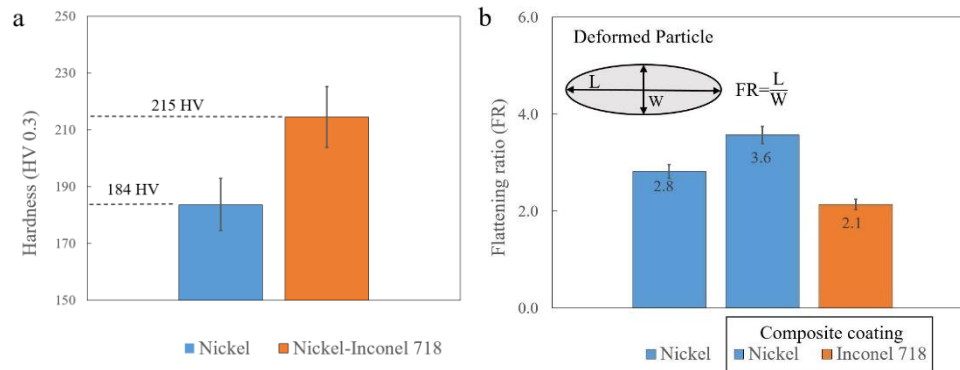 a
Hardness (HV 0.3)
250
230
210
190
170
150
215 HV
184 HV
Nickel
Nickel-Inconel 718
b
Flattening ratio (FR)
6.0
4.0
2.0
0.0
Deformed Particle
L
W
FR=L/W
2.8
3.6
2.1
Composite coating
Nickel
Nickel
Inconel 718